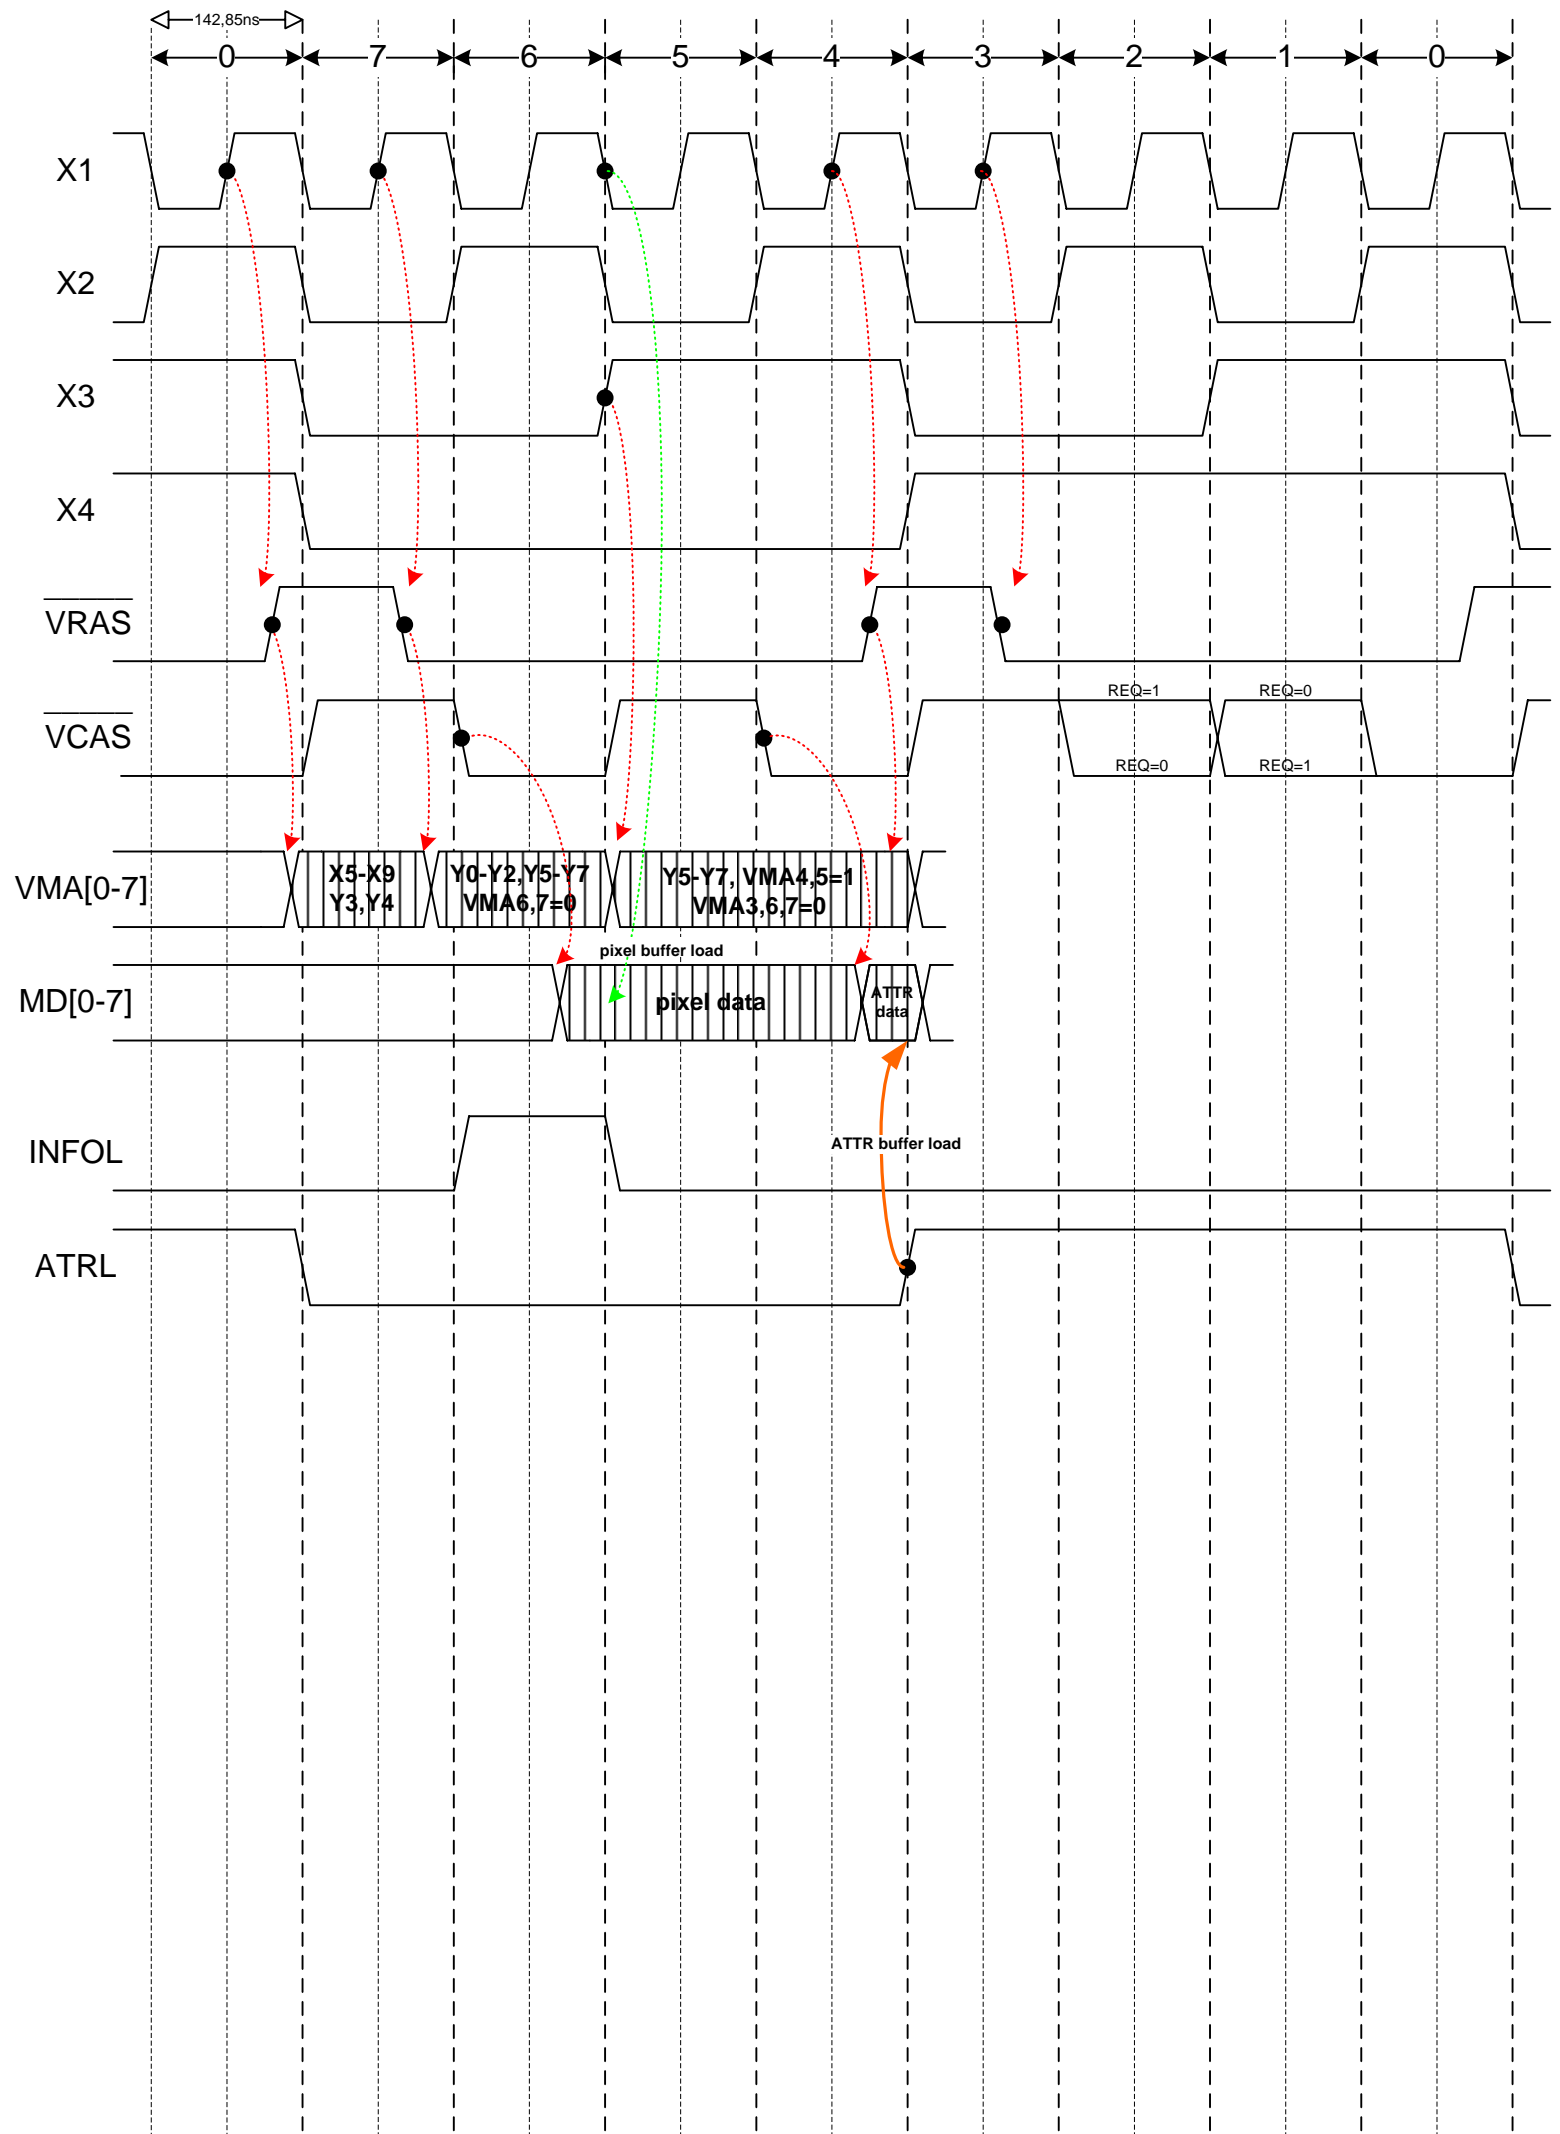 142,85ns
0 7 6 5 4 3 2 1 0
X1
X2
X3
X4
VRAS
REQ=1 REQ=0
VCAS
REQ=0 REQ=1
VMA[0-7]
X5-X9
Y3,Y4
Y0-Y2,Y5-Y7
VMA6,7=0
Y5-Y7, VMA4,5=1
VMA3,6,7=0
pixel buffer load
MD[0-7]
pixel data
ATTR
data
INFOL
ATTR buffer load
ATRL